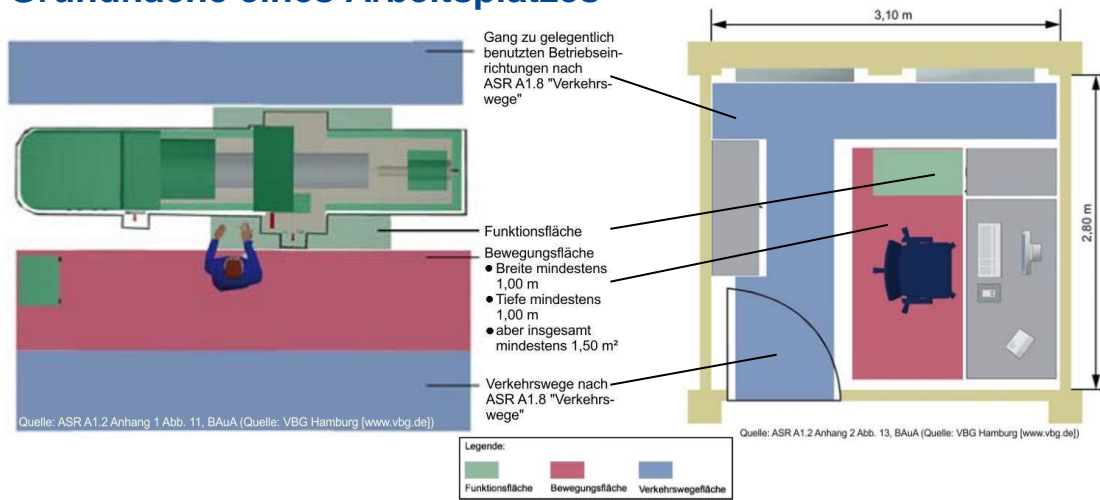 Grundfläche eines Arbeitsplatzes
3,10 m
Gang zu gelegentlich
benutzten Betriebsein-
richtungen nach
ASR A1.8 "Verkehrs-
wege"
Funktionsfläche
Bewegungsfläche
● Breite mindestens
1,00 m
● Tiefe mindestens
1,00 m
● aber insgesamt
mindestens 1,50 m²
2,80 m
Verkehrswege nach
ASR A1.8 "Verkehrs-
wege"
Quelle: ASR A1.2 Anhang 1 Abb. 11, BAuA (Quelle: VBG Hamburg [www.vbg.de])
Quelle: ASR A1.2 Anhang 2 Abb. 13, BAuA (Quelle: VBG Hamburg [www.vbg.de])
Legende:
Funktionsfläche Bewegungsfläche Verkehrswegefläche